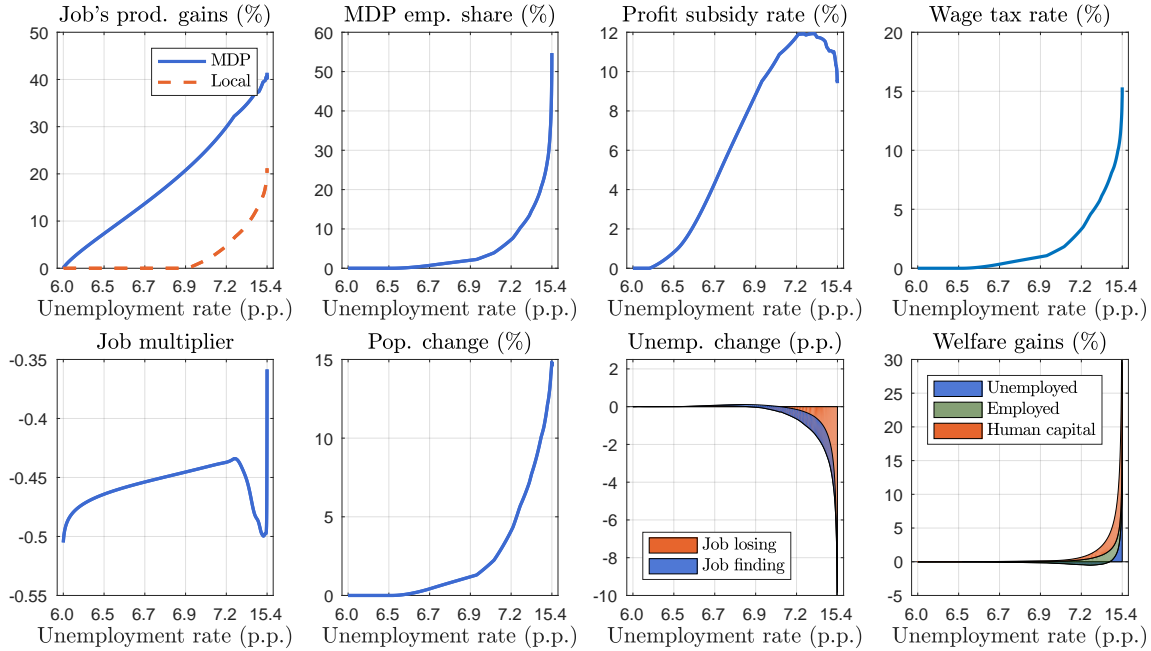 Job's prod. gains (%)
50
40
30
20
10
0
MDP
Local
6.0 6.5 6.7 6.9 7.2 15.4
Unemployment rate (p.p.)
MDP emp. share (%)
60
50
40
30
20
10
0
6.0 6.5 6.7 6.9 7.2 15.4
Unemployment rate (p.p.)
Profit subsidy rate (%)
12
10
8
6
4
2
0
6.0 6.5 6.7 6.9 7.2 15.4
Unemployment rate (p.p.)
Wage tax rate (%)
20
15
10
5
0
6.0 6.5 6.7 6.9 7.2 15.4
Unemployment rate (p.p.)
Job multiplier
-0.35
-0.4
-0.45
-0.5
-0.55
6.0 6.5 6.7 6.9 7.2 15.4
Unemployment rate (p.p.)
Pop. change (%)
15
10
5
0
6.0 6.5 6.7 6.9 7.2 15.4
Unemployment rate (p.p.)
Unemp. change (p.p.)
2
0
-2
-4
-6
-8
-10
Job losing
Job finding
6.0 6.5 6.7 6.9 7.2 15.4
Unemployment rate (p.p.)
Welfare gains (%)
30
25
20
15
10
5
0
-5
Unemployed
Employed
Human capital
6.0 6.5 6.7 6.9 7.2 15.4
Unemployment rate (p.p.)